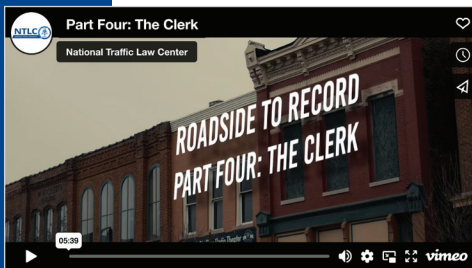 NTLC
Part Four: The Clerk
National Traffic Law Center
ROADSIDE TO RECORD
PART FOUR: THE CLERK
05:39
vimeo